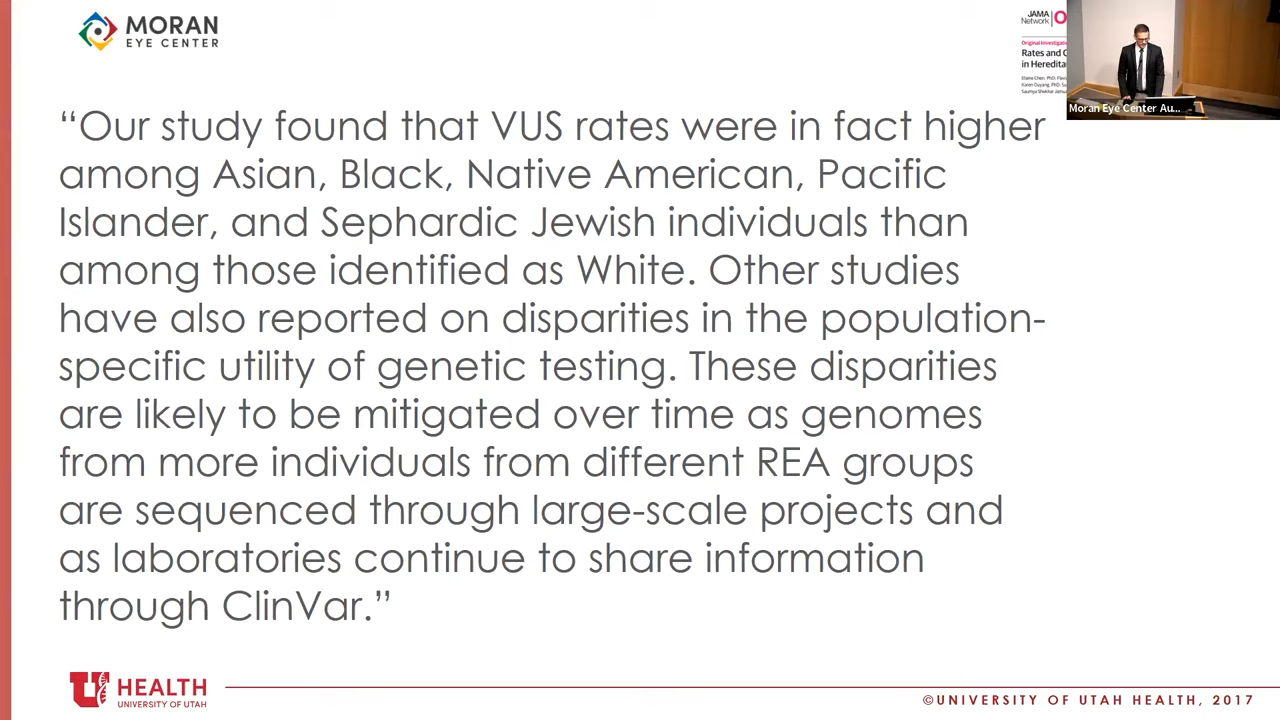 MORAN
EYE CENTER
JAMA
Network
Original Investigat
Rates and
in Heredita
Moran Eye Center Au...
“Our study found that VUS rates were in fact higher
among Asian, Black, Native American, Pacific
Islander, and Sephardic Jewish individuals than
among those identified as White. Other studies
have also reported on disparities in the population-
specific utility of genetic testing. These disparities
are likely to be mitigated over time as genomes
from more individuals from different REA groups
are sequenced through large-scale projects and
as laboratories continue to share information
through ClinVar.”
U HEALTH
UNIVERSITY OF UTAH
©UNIVERSITY OF UTAH HEALTH, 2017